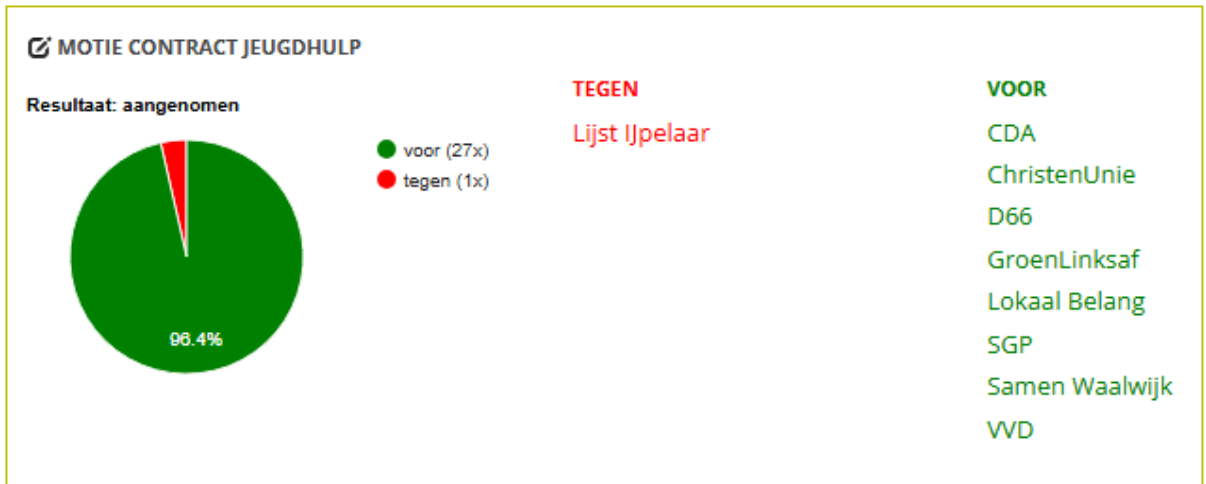 MOTIE CONTRACT JEUGDHULP
Resultaat: aangenomen
voor (27x)
tegen (1x)
96.4%
TEGEN
Lijst IJpelaar
VOOR
CDA
ChristenUnie
D66
GroenLinksaf
Lokaal Belang
SGP
Samen Waalwijk
VVD